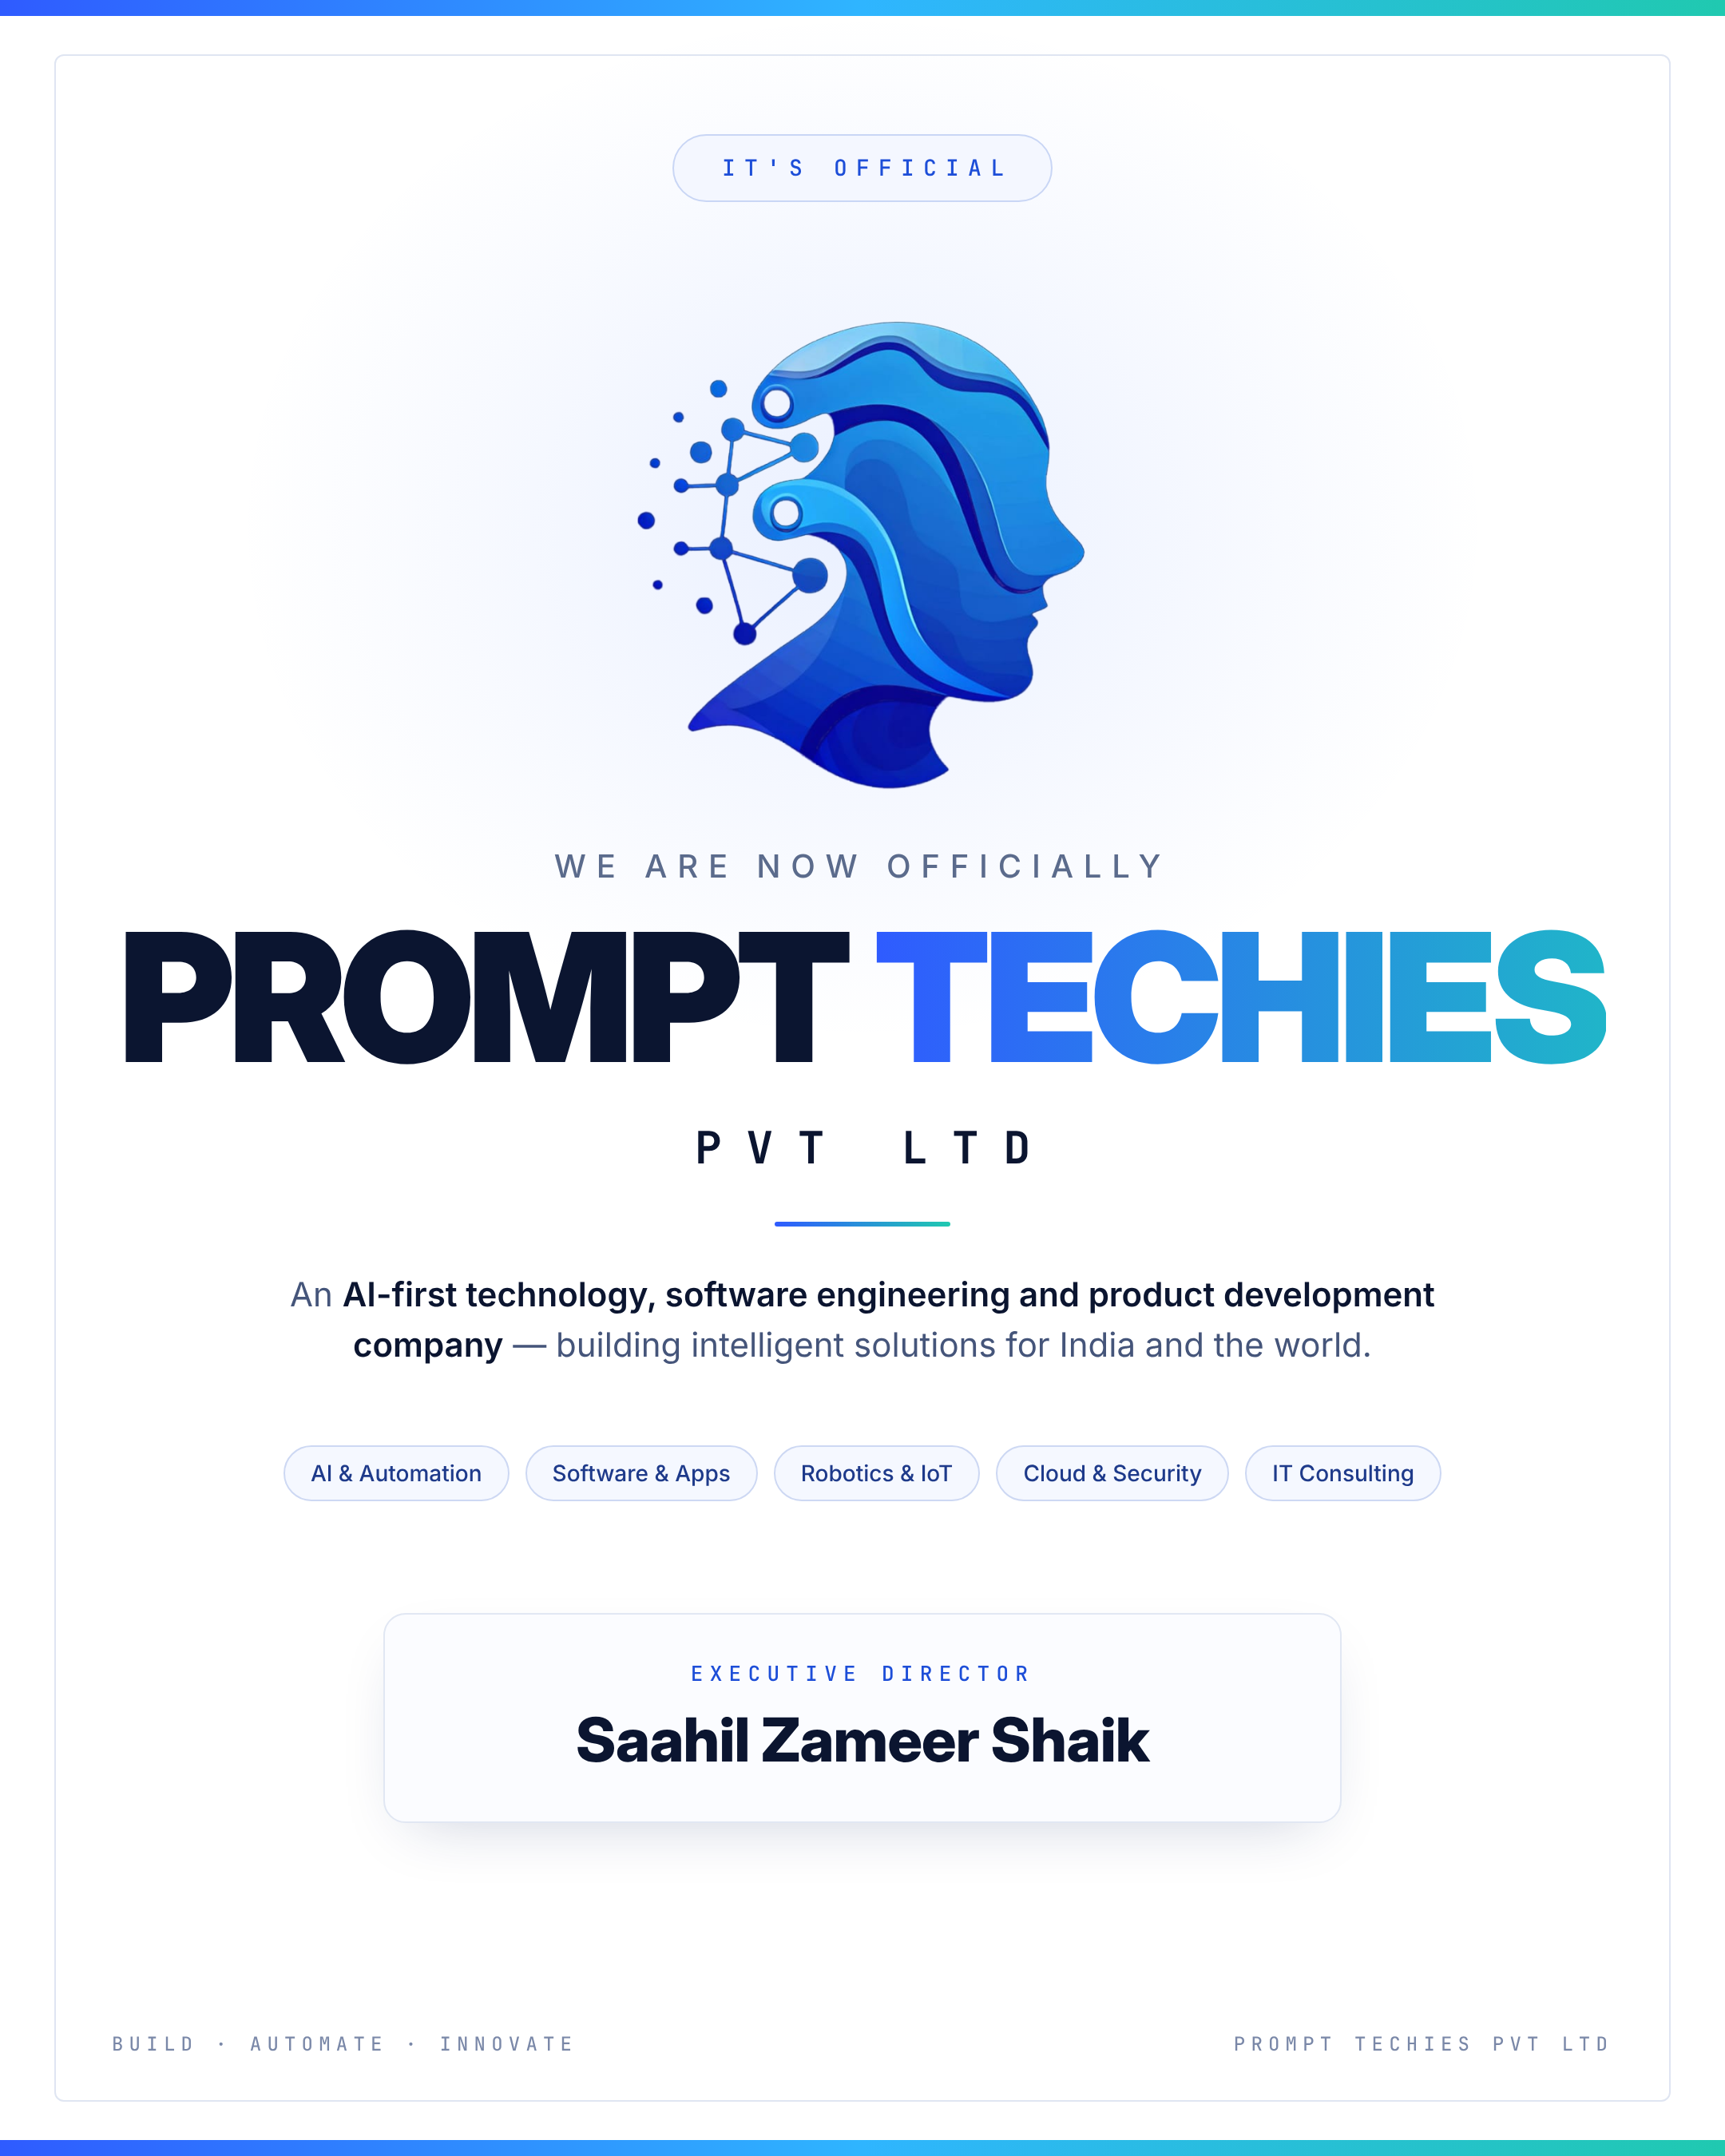 IT'S OFFICIAL
WE ARE NOW OFFICIALLY
PROMPT TECHIES
PVT LTD
An AI-first technology, software engineering and product development
company — building intelligent solutions for India and the world.
AI & Automation Software & Apps Robotics & IoT Cloud & Security IT Consulting
EXECUTIVE DIRECTOR
Saahil Zameer Shaik
BUILD · AUTOMATE · INNOVATE PROMPT TECHIES PVT LTD